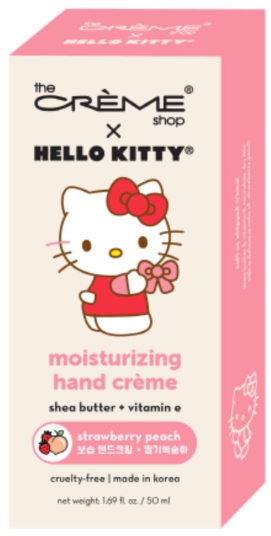 the
CRÈME®
shop
x
HELLO KITTY®
moisturizing
hand crème
shea butter + vitamin e
strawberry peach
보습 핸드크림 • 딸기복숭아
cruelty-free | made in korea
net weight: 1.69 fl. oz. / 50 ml